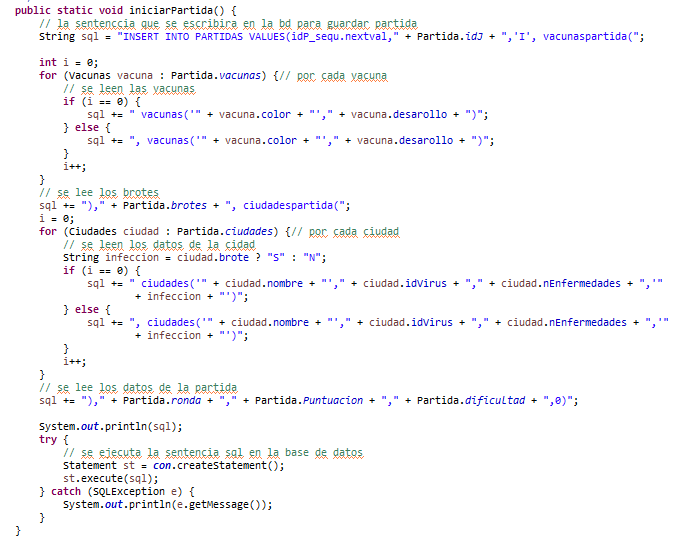 public static void iniciarPartida() {
// la sentenccia que se escribira en la bd para guardar partida
String sql = "INSERT INTO PARTIDAS VALUES(idP_sequ.nextval," + Partida.idJ + ",'I', vacunaspartida(";
int i = 0;
for (Vacunas vacuna : Partida.vacunas) {// por cada vacuna
// se leen las vacunas
if (i == 0) {
sql += " vacunas('" + vacuna.color + "'," + vacuna.desarollo + ")";
} else {
sql += ", vacunas('" + vacuna.color + "'," + vacuna.desarollo + ")";
}
i++;
}
// se lee los brotes
sql += ")," + Partida.brotes + ", ciudadespartida(";
i = 0;
for (Ciudades ciudad : Partida.ciudades) {// por cada ciudad
// se leen los datos de la cidad
String infeccion = ciudad.brote ? "S" : "N";
if (i == 0) {
sql += " ciudades('" + ciudad.nombre + "'," + ciudad.idVirus + "," + ciudad.nEnfermedades + ",'"
+ infeccion + "')";
} else {
sql += ", ciudades('" + ciudad.nombre + "'," + ciudad.idVirus + "," + ciudad.nEnfermedades + ",'"
+ infeccion + "')";
}
i++;
}
// se lee los datos de la partida
sql += ")," + Partida.ronda + "," + Partida.Puntuacion + "," + Partida.dificultad + ",0)";
System.out.println(sql);
try {
// se ejecuta la sentencia sql en la base de datos
Statement st = con.createStatement();
st.execute(sql);
} catch (SQLException e) {
System.out.println(e.getMessage());
}
}